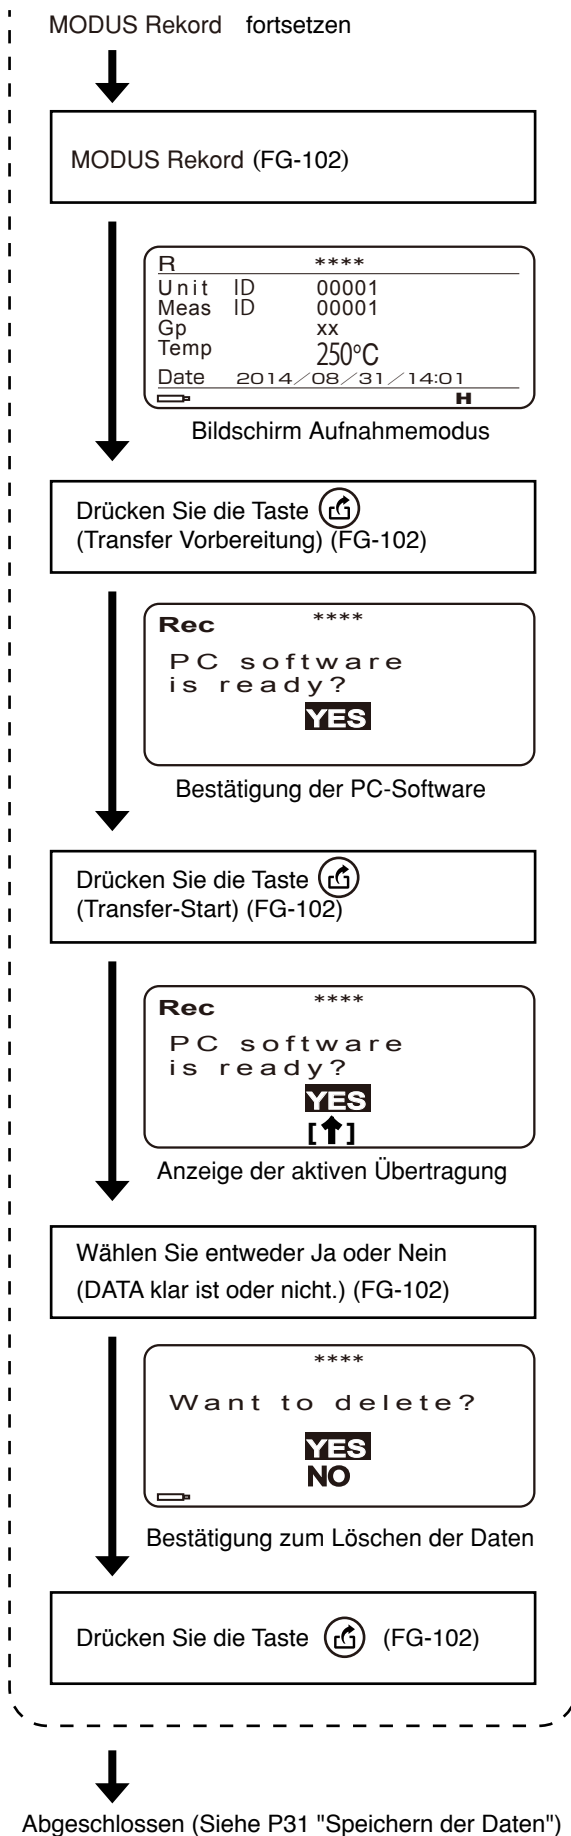 MODUS Rekord fortsetzen
MODUS Rekord (FG-102)
R ****
Unit ID 00001
Meas ID 00001
Gp xx
Temp 250°C
Date 2014/08/31/14:01
H
Bildschirm Aufnahmemodus
Drücken Sie die Taste
(Transfer Vorbereitung) (FG-102)
Rec ****
PC software
is ready?
YES
Bestätigung der PC-Software
Drücken Sie die Taste
(Transfer-Start) (FG-102)
Rec ****
PC software
is ready?
YES
[↑]
Anzeige der aktiven Übertragung
Wählen Sie entweder Ja oder Nein
(DATA klar ist oder nicht.) (FG-102)
****
Want to delete?
YES
NO
Bestätigung zum Löschen der Daten
Drücken Sie die Taste (FG-102)
Abgeschlossen (Siehe P31 "Speichern der Daten")